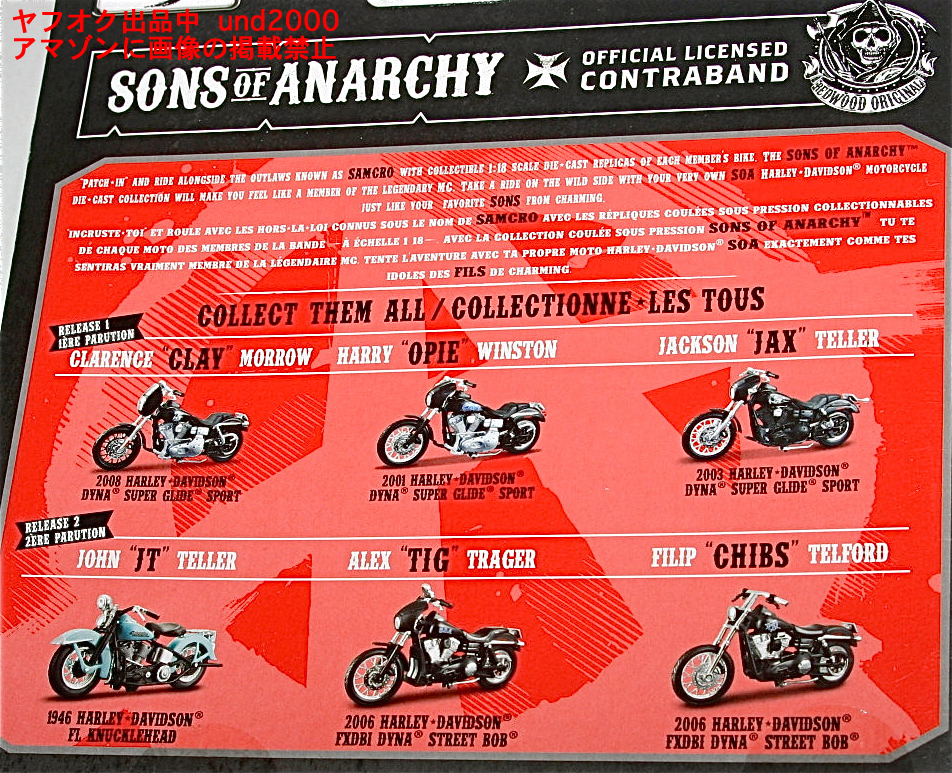 ヤフオク出品中 und2000
アマゾンに画像の掲載禁止
SONS OF ANARCHY
OFFICIAL LICENSED
CONTRABAND
REDWOOD ORIGINAL
"PATCH-IN" AND RIDE ALONGSIDE THE OUTLAWS KNOWN AS SAMCRO WITH COLLECTIBLE 1:18 SCALE DIE-CAST REPLICAS OF EACH MEMBER'S BIKE. THE SONS OF ANARCHY™
DIE-CAST COLLECTION WILL MAKE YOU FEEL LIKE A MEMBER OF THE LEGENDARY MC. TAKE A RIDE ON THE WILD SIDE WITH YOUR VERY OWN SOA HARLEY-DAVIDSON® MOTORCYCLE
JUST LIKE YOUR FAVORITE SONS FROM CHARMING.
"INCRUSTE-TOI" ET ROULE AVEC LES HORS-LA-LOI CONNUS SOUS LE NOM DE SAMCRO AVEC LES RÉPLIQUES COULÉES SOUS PRESSION COLLECTIONNABLES
DE CHAQUE MOTO DES MEMBRES DE LA BANDE — À ÉCHELLE 1:18 —. AVEC LA COLLECTION COULÉE SOUS PRESSION SONS OF ANARCHY™ TU TE
SENTIRAS VRAIMENT MEMBRE DE LA LÉGENDAIRE MC. TENTE L'AVENTURE AVEC TA PROPRE MOTO HARLEY-DAVIDSON® SOA EXACTEMENT COMME TES
IDOLES DES FILS DE CHARMING.
COLLECT THEM ALL / COLLECTIONNE-LES TOUS
RELEASE 1
1ÈRE PARUTION
CLARENCE "CLAY" MORROW HARRY "OPIE" WINSTON JACKSON "JAX" TELLER
2008 HARLEY-DAVIDSON®
DYNA® SUPER GLIDE® SPORT
2001 HARLEY-DAVIDSON®
DYNA® SUPER GLIDE® SPORT
2003 HARLEY-DAVIDSON®
DYNA® SUPER GLIDE® SPORT
RELEASE 2
2ÈRE PARUTION
JOHN "JT" TELLER ALEX "TIG" TRAGER FILIP "CHIBS" TELFORD
1946 HARLEY-DAVIDSON®
FL KNUCKLEHEAD
2006 HARLEY-DAVIDSON®
FXDBI DYNA® STREET BOB®
2006 HARLEY-DAVIDSON®
FXDBI DYNA® STREET BOB®